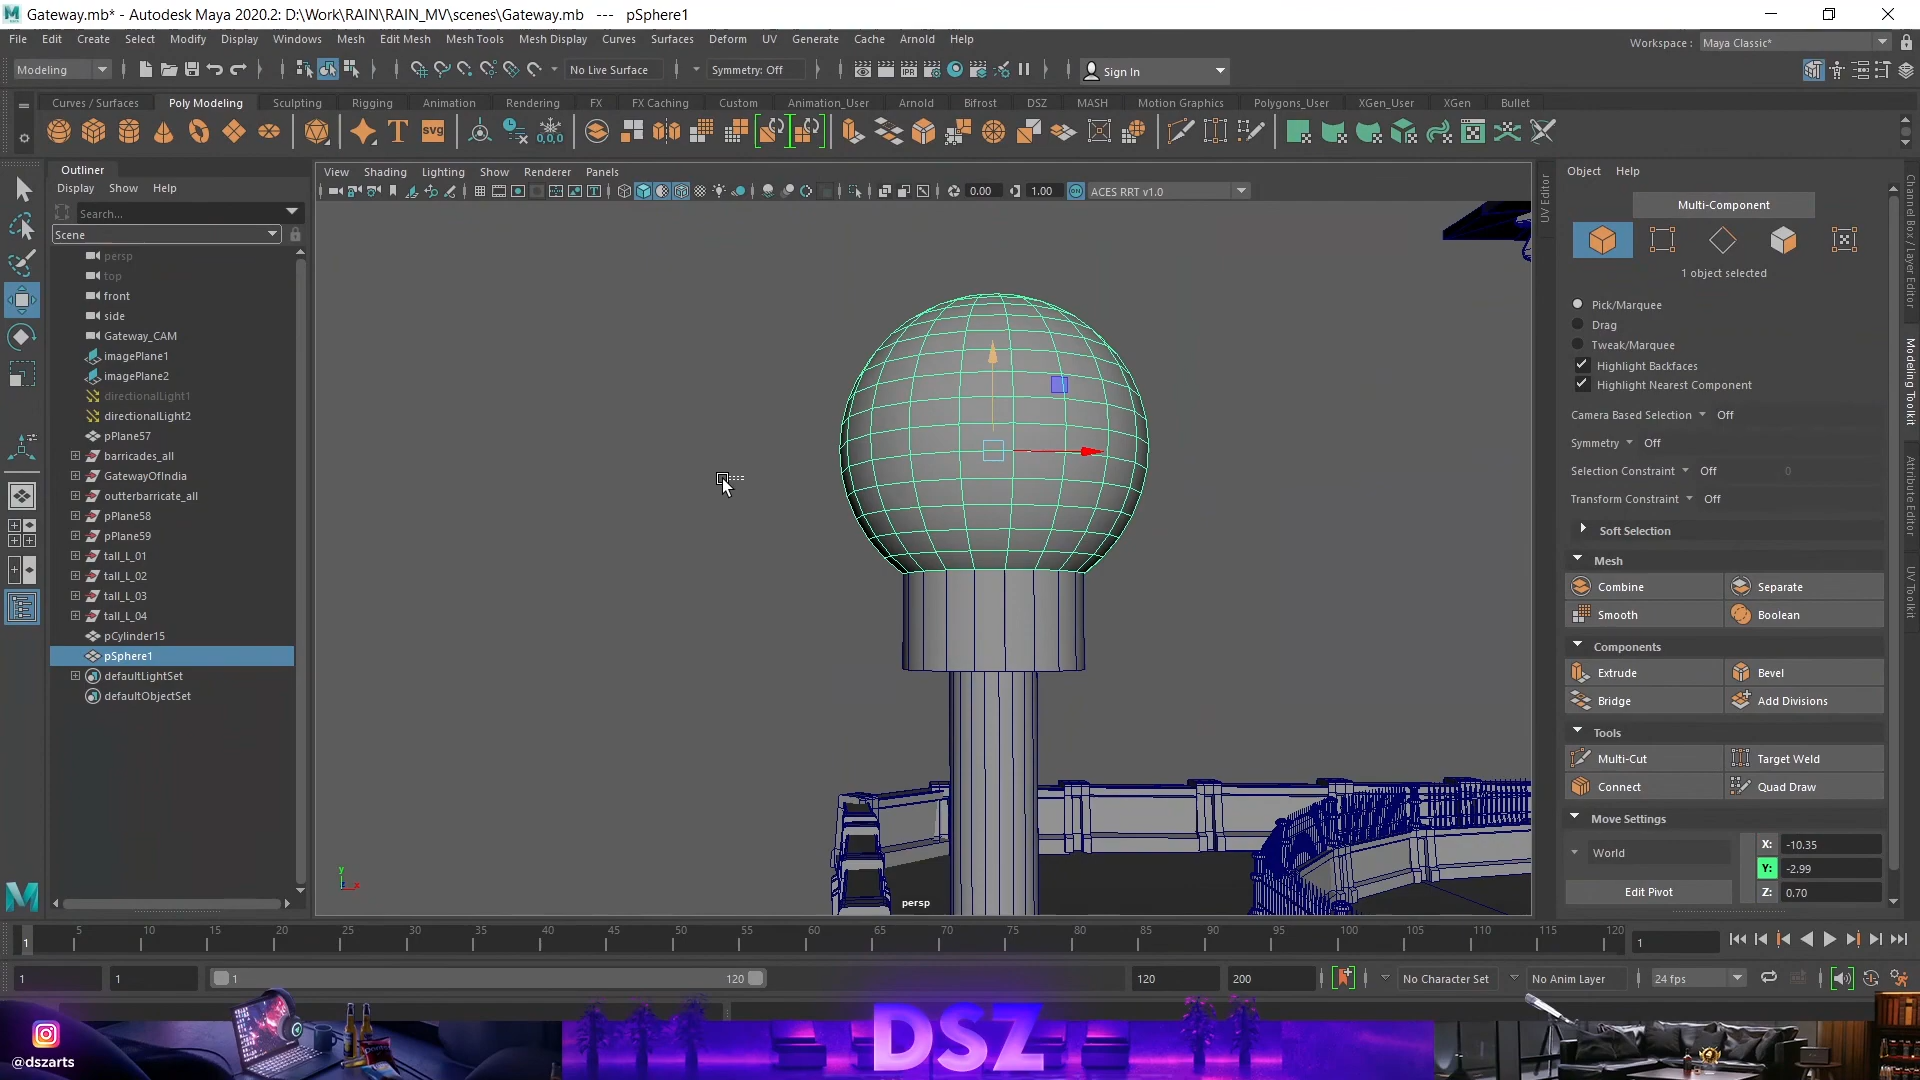 Gateway.mb* - Autodesk Maya 2020.2: D:\Work\RAIN\RAIN_MV\scenes\Gateway.mb   ---   pSphere1
File Edit Create Select Modify Display Windows Mesh Edit Mesh Mesh Tools Mesh Display Curves Surfaces Deform UV Generate Cache Arnold Help
Workspace : Maya Classic*
Modeling No Live Surface Symmetry: Off Sign In
Curves / Surfaces Poly Modeling Sculpting Rigging Animation Rendering FX FX Caching Custom Animation_User Arnold Bifrost DSZ MASH Motion Graphics Polygons_User XGen_User XGen Bullet
Outliner
Display Show Help
Search...
Scene
persp
top
front
side
Gateway_CAM
imagePlane1
imagePlane2
directionalLight1
directionalLight2
pPlane57
barricades_all
GatewayOfIndia
outterbarricate_all
pPlane58
pPlane59
tall_L_01
tall_L_02
tall_L_03
tall_L_04
pCylinder15
pSphere1
defaultLightSet
defaultObjectSet
View Shading Lighting Show Renderer Panels
0.00 1.00 ACES RRT v1.0
persp
UV Editor
Object Help
Multi-Component
1 object selected
Pick/Marquee
Drag
Tweak/Marquee
Highlight Backfaces
Highlight Nearest Component
Camera Based Selection Off
Symmetry Off
Selection Constraint Off 0
Transform Constraint Off
Soft Selection
Mesh
Combine Separate
Smooth Boolean
Components
Extrude Bevel
Bridge Add Divisions
Tools
Multi-Cut Target Weld
Connect Quad Draw
Move Settings
World X: -10.35
Y: -2.99
Edit Pivot Z: 0.70
Channel Box / Layer Editor
Modeling Toolkit
Attribute Editor
UV Toolkit
1 5 10 15 20 25 30 35 40 45 50 55 60 65 70 75 80 85 90 95 100 105 110 115 120 1
1 1 1 120 120 200 No Character Set No Anim Layer 24 fps
@dszarts
DSZ